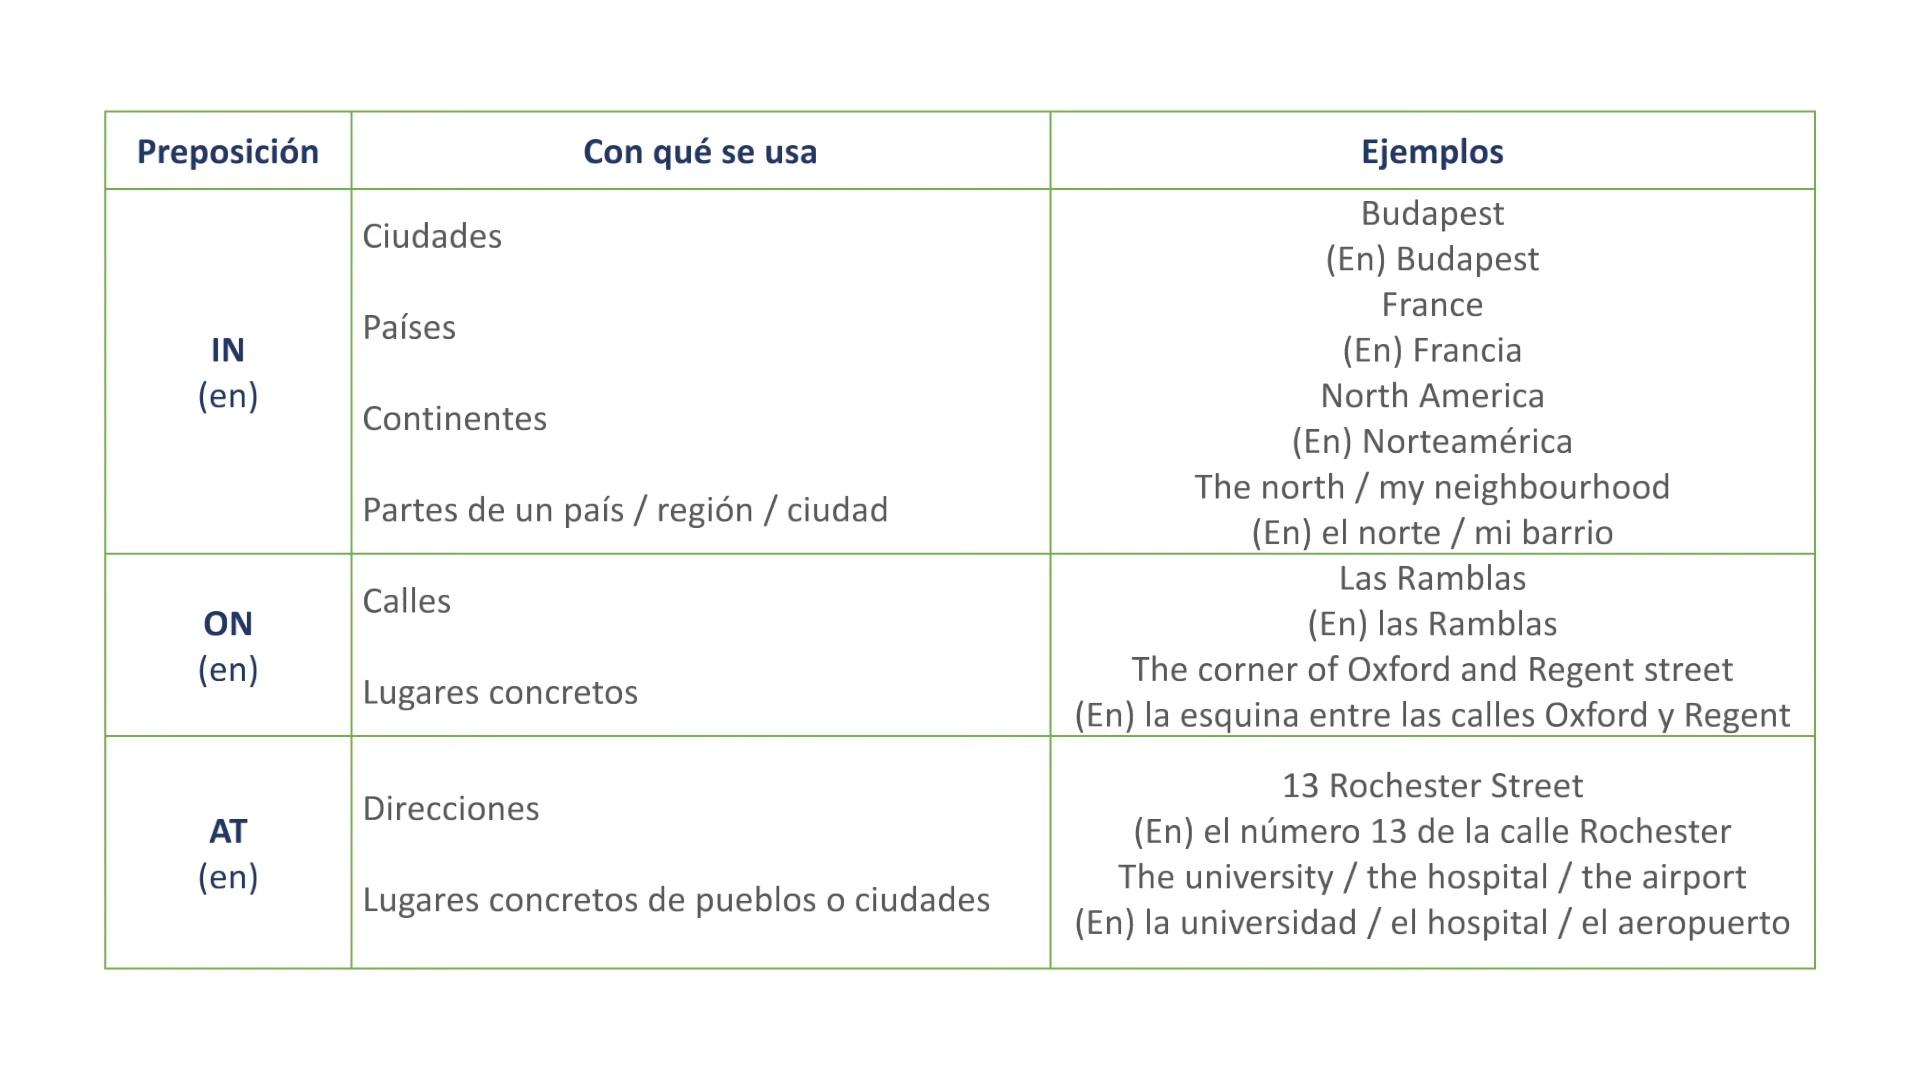 Preposición
Con qué se usa
Ejemplos
IN
(en)
Ciudades
Países
Continentes
Partes de un país / región / ciudad
Budapest
(En) Budapest
France
(En) Francia
North America
(En) Norteamérica
The north / my neighbourhood
(En) el norte / mi barrio
ON
(en)
Calles
Lugares concretos
Las Ramblas
(En) las Ramblas
The corner of Oxford and Regent street
(En) la esquina entre las calles Oxford y Regent
AT
(en)
Direcciones
Lugares concretos de pueblos o ciudades
13 Rochester Street
(En) el número 13 de la calle Rochester
The university / the hospital / the airport
(En) la universidad / el hospital / el aeropuerto